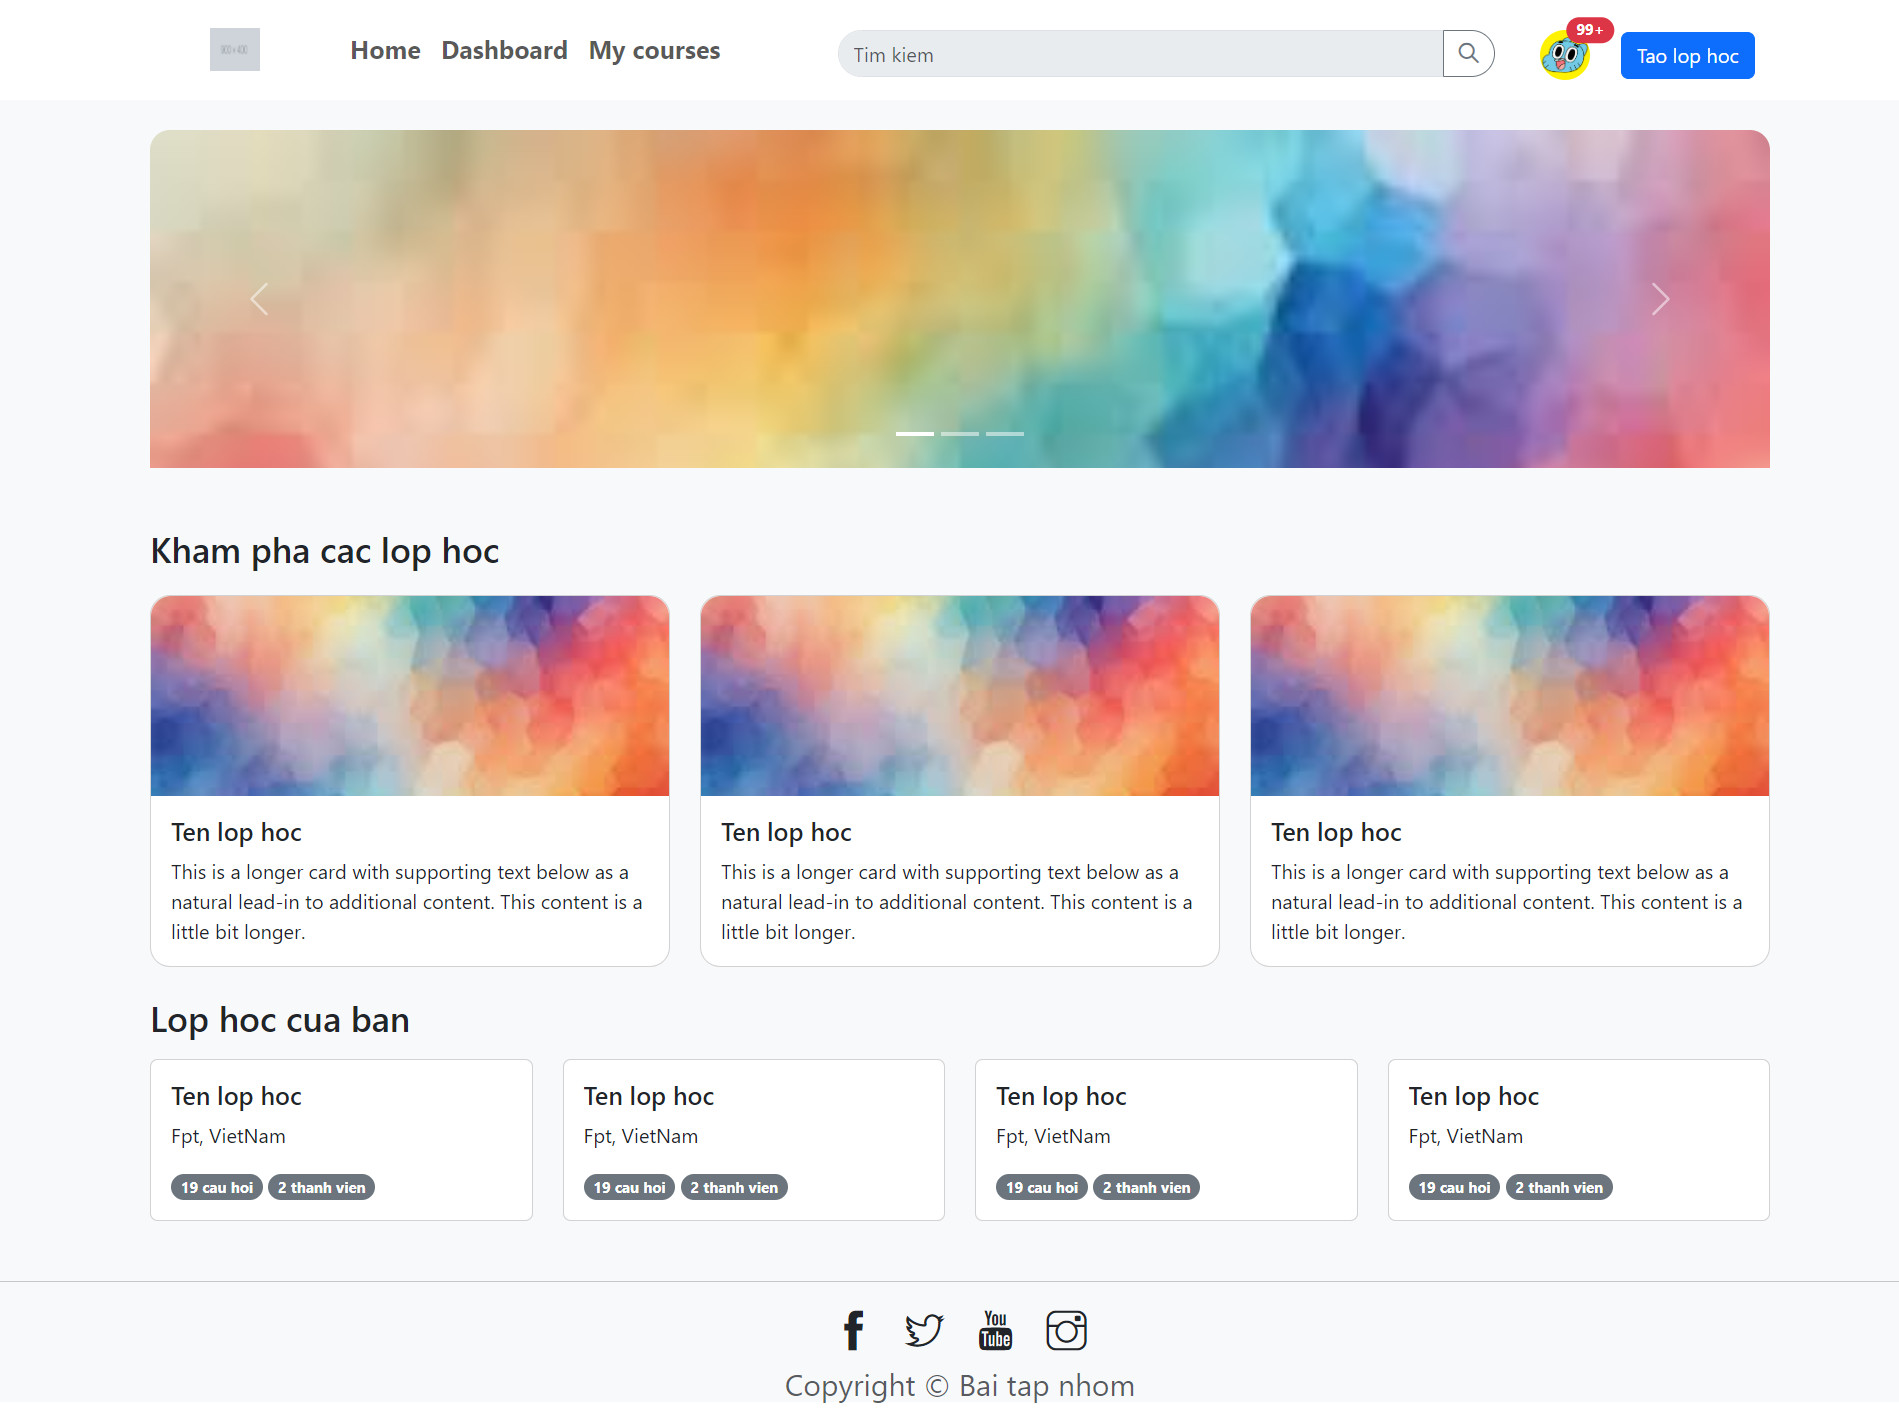 Home Dashboard My courses
Tim kiem
99+
Tao lop hoc
Kham pha cac lop hoc
Ten lop hoc
This is a longer card with supporting text below as a
natural lead-in to additional content. This content is a
little bit longer.
Ten lop hoc
This is a longer card with supporting text below as a
natural lead-in to additional content. This content is a
little bit longer.
Ten lop hoc
This is a longer card with supporting text below as a
natural lead-in to additional content. This content is a
little bit longer.
Lop hoc cua ban
Ten lop hoc
Fpt, VietNam
19 cau hoi 2 thanh vien
Ten lop hoc
Fpt, VietNam
19 cau hoi 2 thanh vien
Ten lop hoc
Fpt, VietNam
19 cau hoi 2 thanh vien
Ten lop hoc
Fpt, VietNam
19 cau hoi 2 thanh vien
You
Tube
Copyright © Bai tap nhom